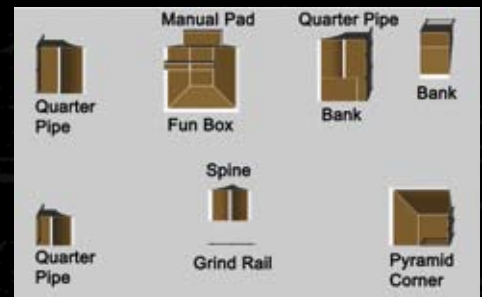 Manual Pad
Quarter Pipe
Quarter
Pipe
Fun Box
Bank
Bank
Spine
Quarter
Pipe
Grind Rail
Pyramid
Corner